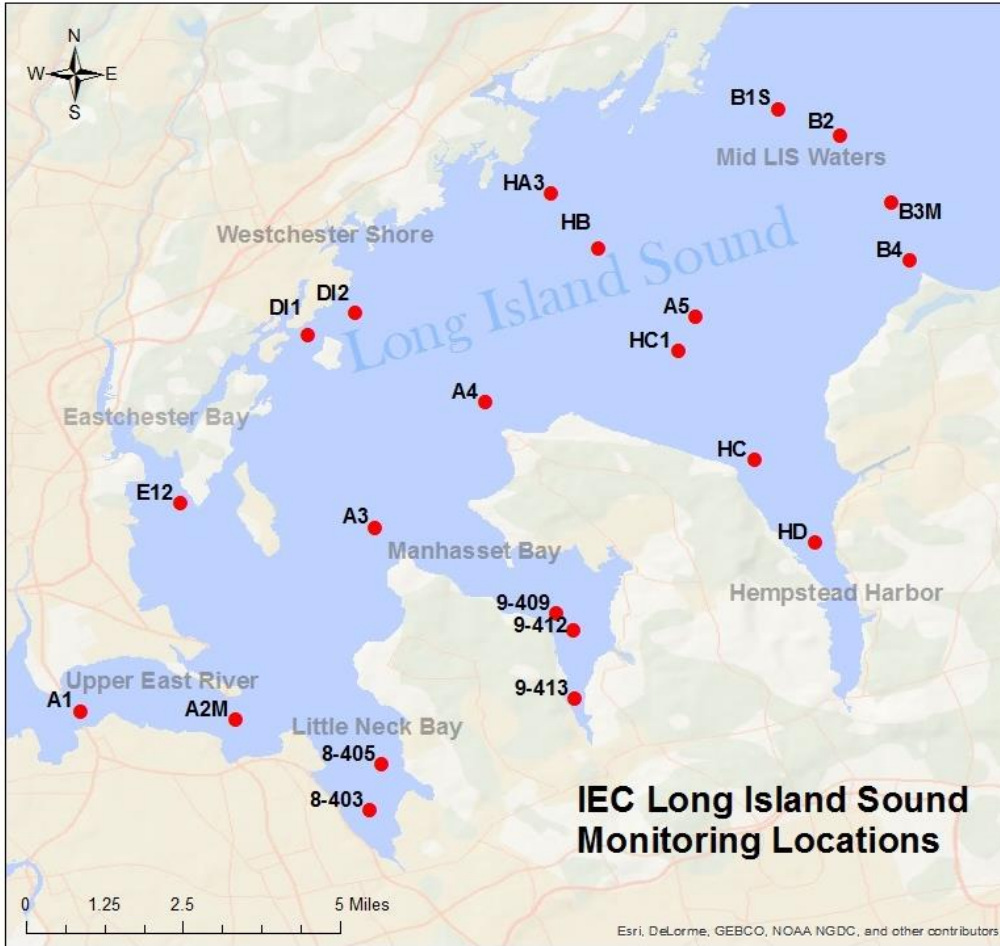 N
W E
S
B1S
B2
Mid LIS Waters
HA3
B3M
HB
Westchester Shore
B4
Long Island Sound
DI2
DI1
A5
HC1
A4
Eastchester Bay
HC
E12
A3
HD
Manhasset Bay
Hempstead Harbor
9-409
9-412
Upper East River
9-413
A1
A2M
Little Neck Bay
8-405
8-403
IEC Long Island Sound
Monitoring Locations
0 1.25 2.5 5 Miles
Esri, DeLorme, GEBCO, NOAA NGDC, and other contributors